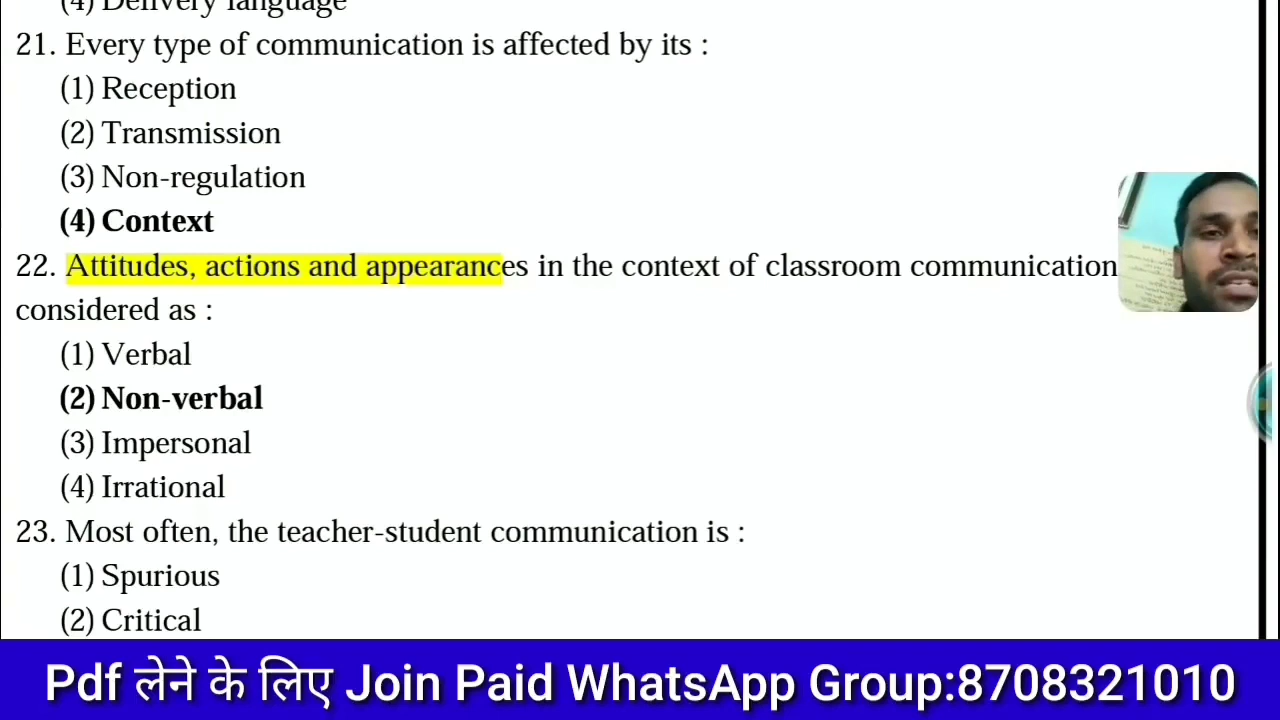 (4) Delivery language
21. Every type of communication is affected by its :
(1) Reception
(2) Transmission
(3) Non-regulation
(4) Context
22. Attitudes, actions and appearances in the context of classroom communication
considered as :
(1) Verbal
(2) Non-verbal
(3) Impersonal
(4) Irrational
23. Most often, the teacher-student communication is :
(1) Spurious
(2) Critical
Pdf लेने के लिए Join Paid WhatsApp Group:8708321010